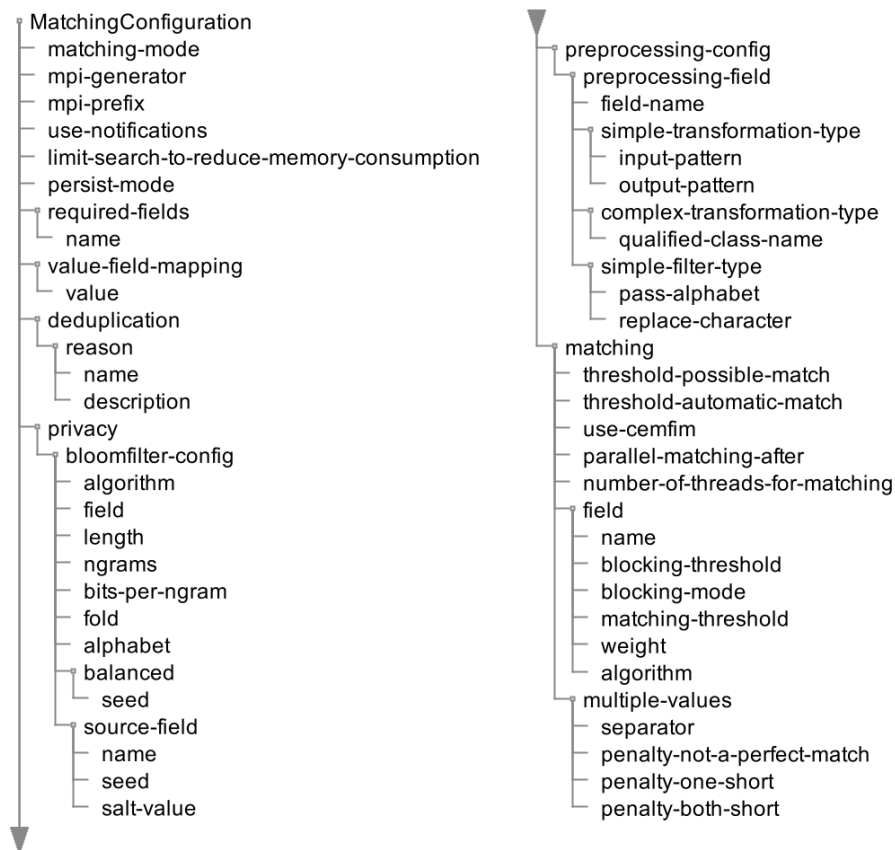 MatchingConfiguration
matching-mode
mpi-generator
mpi-prefix
use-notifications
limit-search-to-reduce-memory-consumption
persist-mode
required-fields
name
value-field-mapping
value
deduplication
reason
name
description
privacy
bloomfilter-config
algorithm
field
length
ngrams
bits-per-ngram
fold
alphabet
balanced
seed
source-field
name
seed
salt-value
preprocessing-config
preprocessing-field
field-name
simple-transformation-type
input-pattern
output-pattern
complex-transformation-type
qualified-class-name
simple-filter-type
pass-alphabet
replace-character
matching
threshold-possible-match
threshold-automatic-match
use-cemfim
parallel-matching-after
number-of-threads-for-matching
field
name
blocking-threshold
blocking-mode
matching-threshold
weight
algorithm
multiple-values
separator
penalty-not-a-perfect-match
penalty-one-short
penalty-both-short